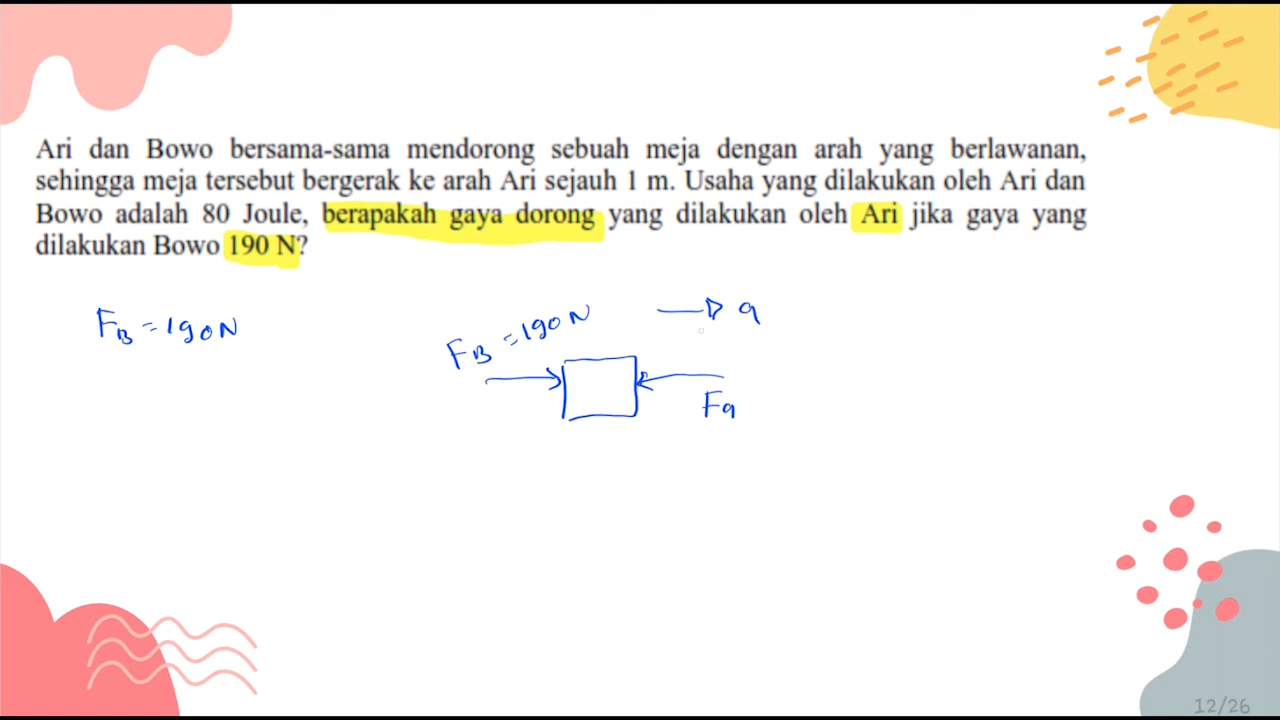 Ari dan Bowo bersama-sama mendorong sebuah meja dengan arah yang berlawanan,
sehingga meja tersebut bergerak ke arah Ari sejauh 1 m. Usaha yang dilakukan oleh Ari dan
Bowo adalah 80 Joule, berapakah gaya dorong yang dilakukan oleh Ari jika gaya yang
dilakukan Bowo 190 N?
F_B = 190 N
F_B = 190 N
a
Fa
12/26